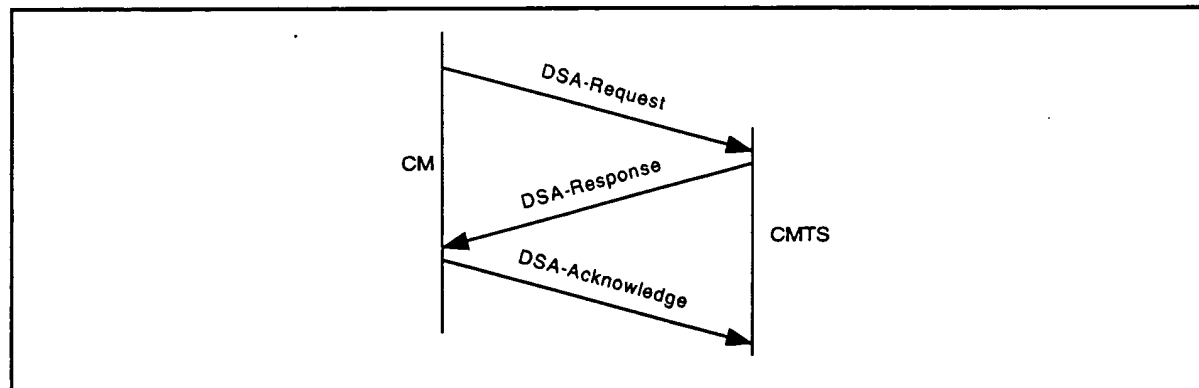 DSA-Request
CM
DSA-Response
CMTS
DSA-Acknowledge